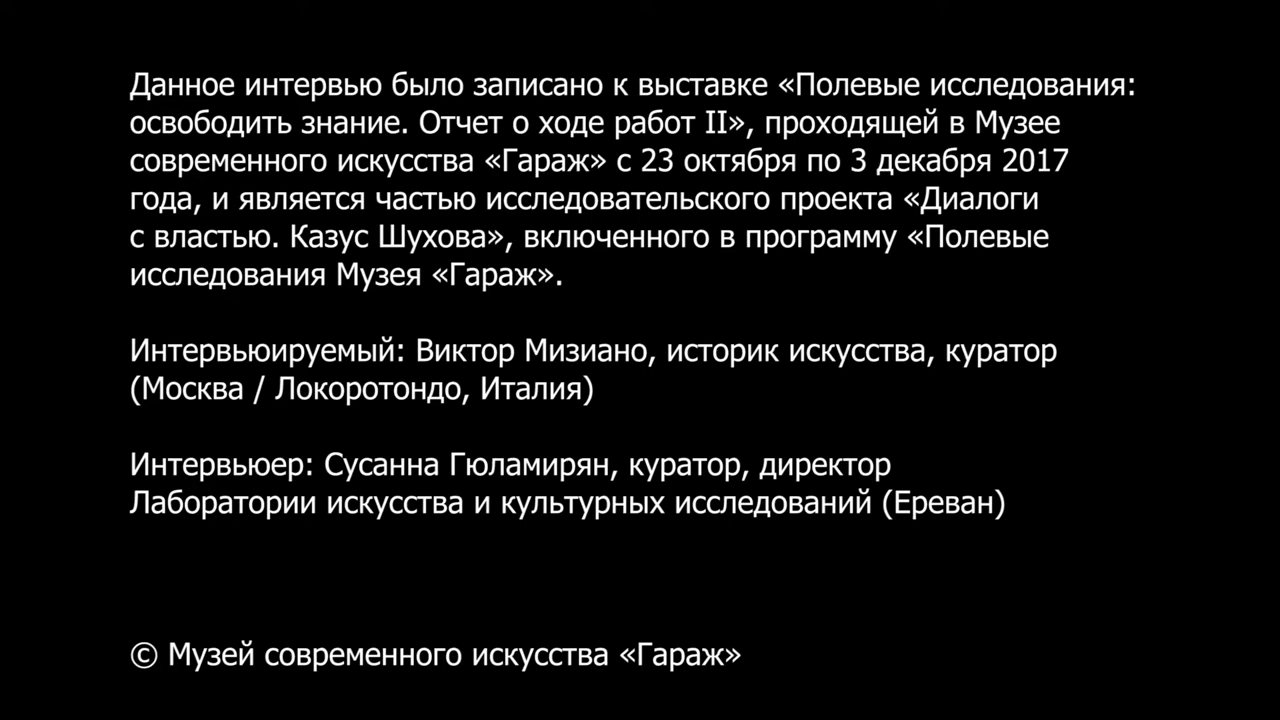 Данное интервью было записано к выставке «Полевые исследования:
освободить знание. Отчет о ходе работ II», проходящей в Музее
современного искусства «Гараж» с 23 октября по 3 декабря 2017
года, и является частью исследовательского проекта «Диалоги
с властью. Казус Шухова», включенного в программу «Полевые
исследования Музея «Гараж».
Интервьюируемый: Виктор Мизиано, историк искусства, куратор
(Москва / Локоротондо, Италия)
Интервьюер: Сусанна Гюламирян, куратор, директор
Лаборатории искусства и культурных исследований (Ереван)
© Музей современного искусства «Гараж»